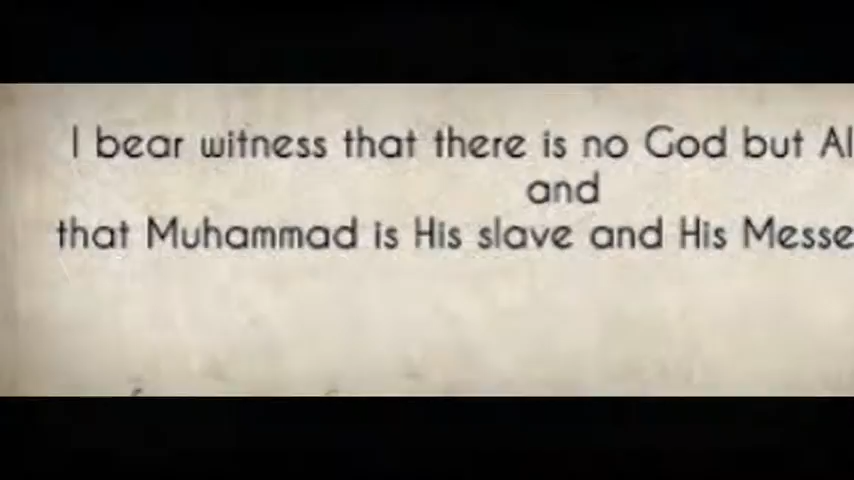 I bear witness that there is no God but Al
and
that Muhammad is His slave and His Messe